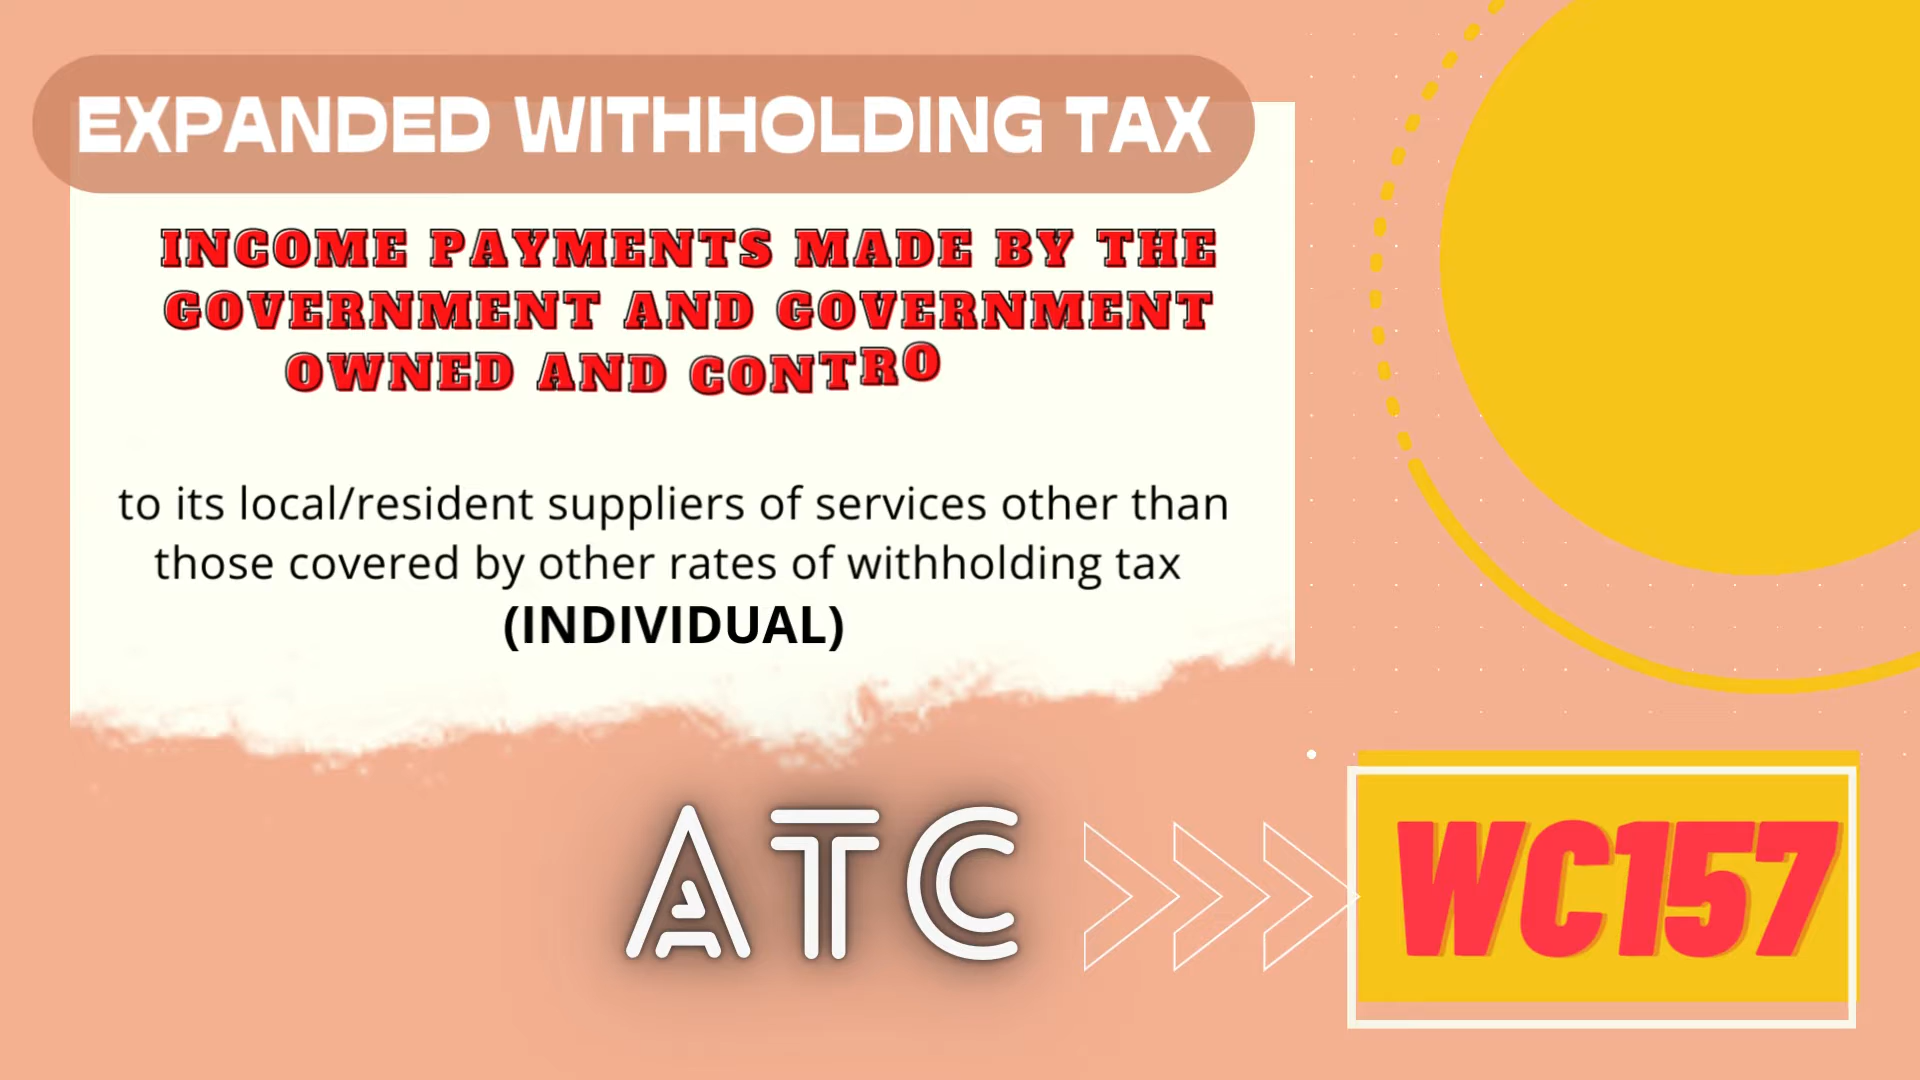 EXPANDED WITHHOLDING TAX
INCOME PAYMENTS MADE BY THE
GOVERNMENT AND GOVERNMENT
OWNED AND CONTRO
to its local/resident suppliers of services other than
those covered by other rates of withholding tax
(INDIVIDUAL)
ATC
WC157